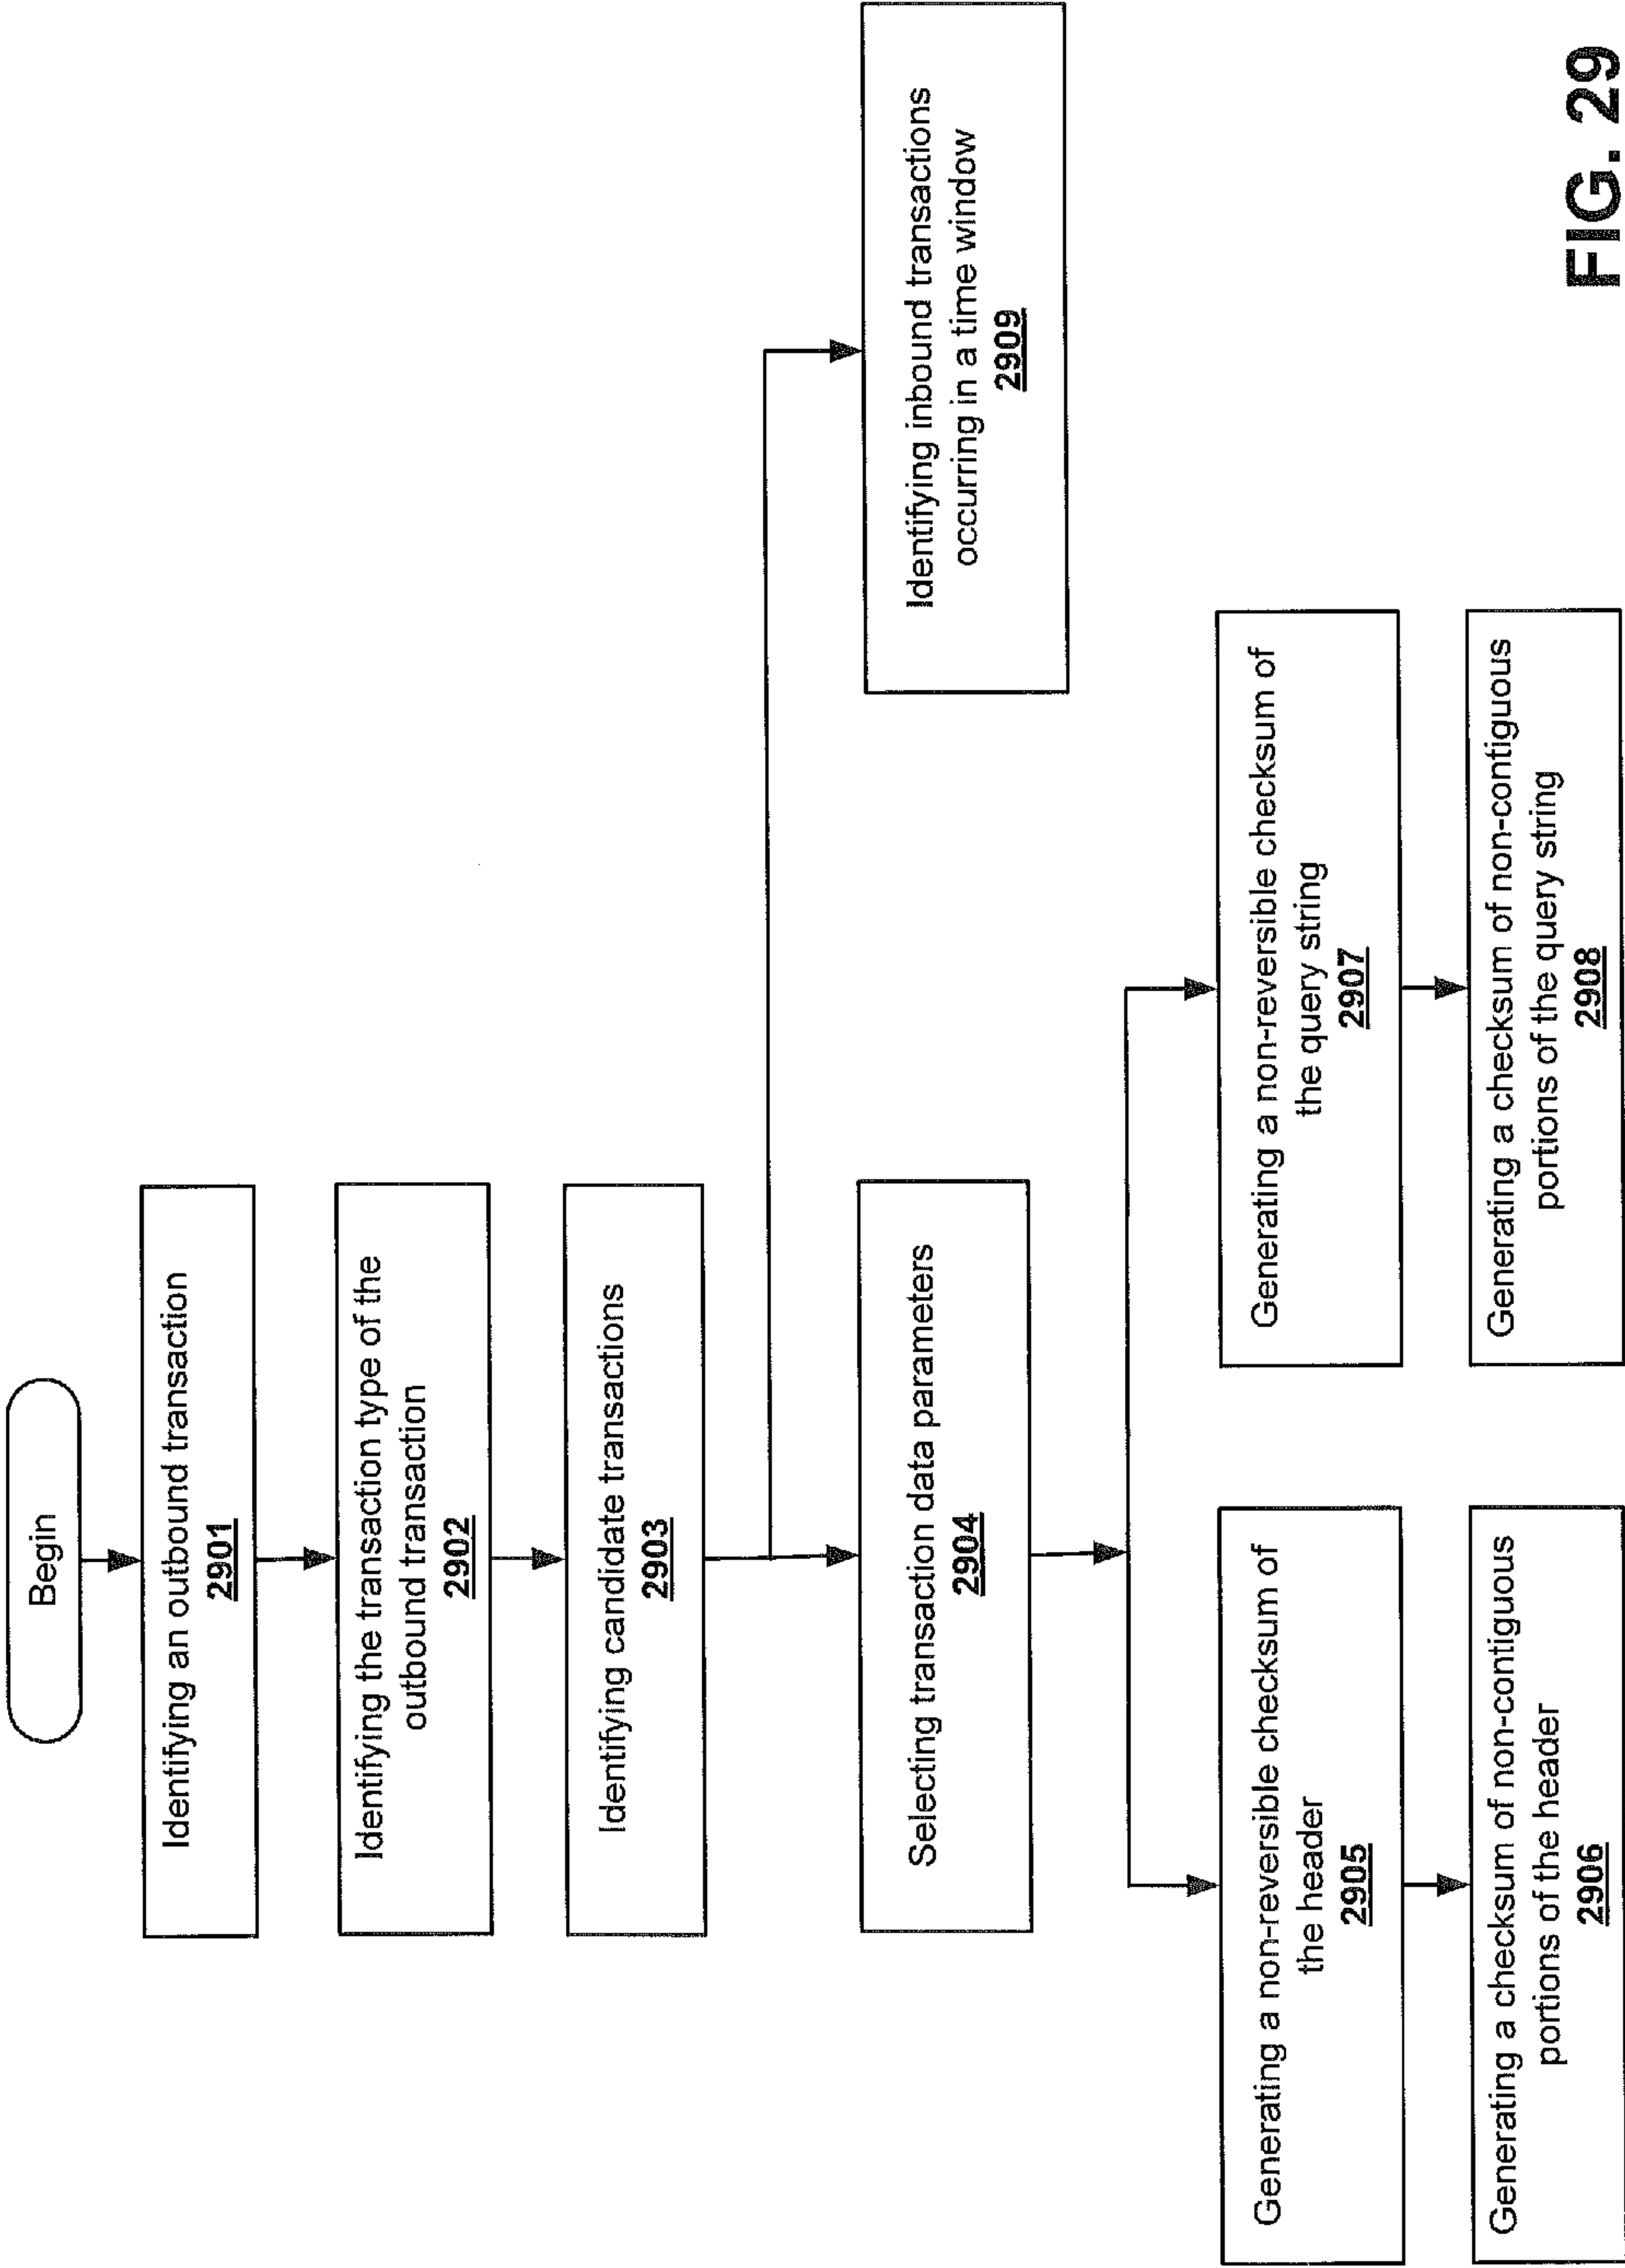 Begin
Identifying an outbound transaction
2901
Identifying the transaction type of the
outbound transaction
2902
Identifying candidate transactions
2903
Selecting transaction data parameters
2904
Identifying inbound transactions
occurring in a time window
2909
Generating a non-reversible checksum of
the header
2905
Generating a checksum of non-contiguous
portions of the header
2906
Generating a non-reversible checksum of
the query string
2907
Generating a checksum of non-contiguous
portions of the query string
2908
FIG. 29